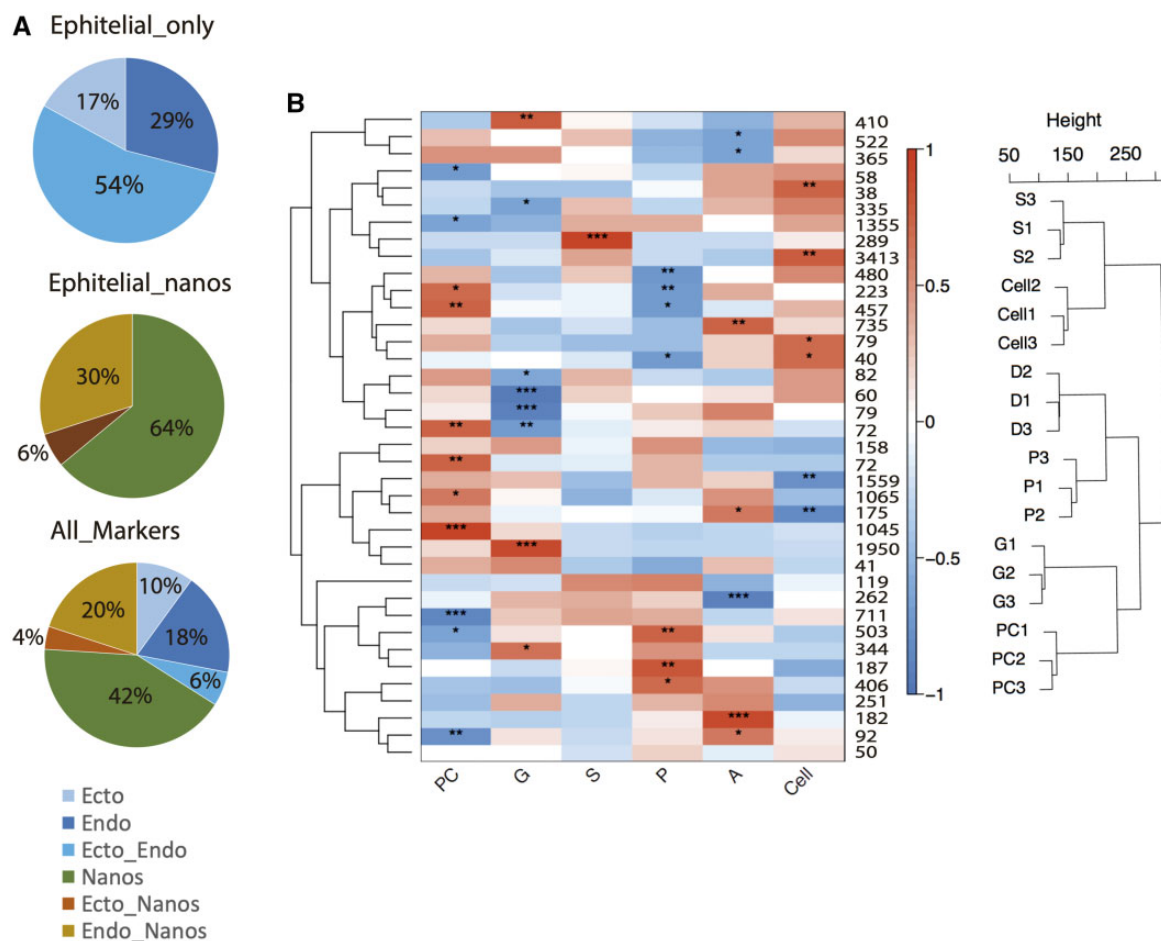 A
Ephitelial_only
17%
29%
54%
Ephitelial_nanos
30%
6%
64%
All_Markers
10%
20%
18%
4%
6%
42%
Ecto
Endo
Ecto_Endo
Nanos
Ecto_Nanos
Endo_Nanos
B
** 410
* 522
* 365
* 58
** 38
* 335
* 1355
*** 289
** 3413
** 480
* ** 223
** * 457
** 735
* 79
* * 40
* 82
*** 60
*** 79
** ** 72
158
** 72
** 1559
* 1065
* ** 175
*** 1045
*** 1950
41
119
*** 262
*** 711
* ** 503
* 344
** 187
* 406
251
*** 182
** * 92
50
PC G S P A Cell
1
0.5
0
−0.5
−1
Height
50 150 250
S3
S1
S2
Cell2
Cell1
Cell3
D2
D1
D3
P3
P1
P2
G1
G2
G3
PC1
PC2
PC3